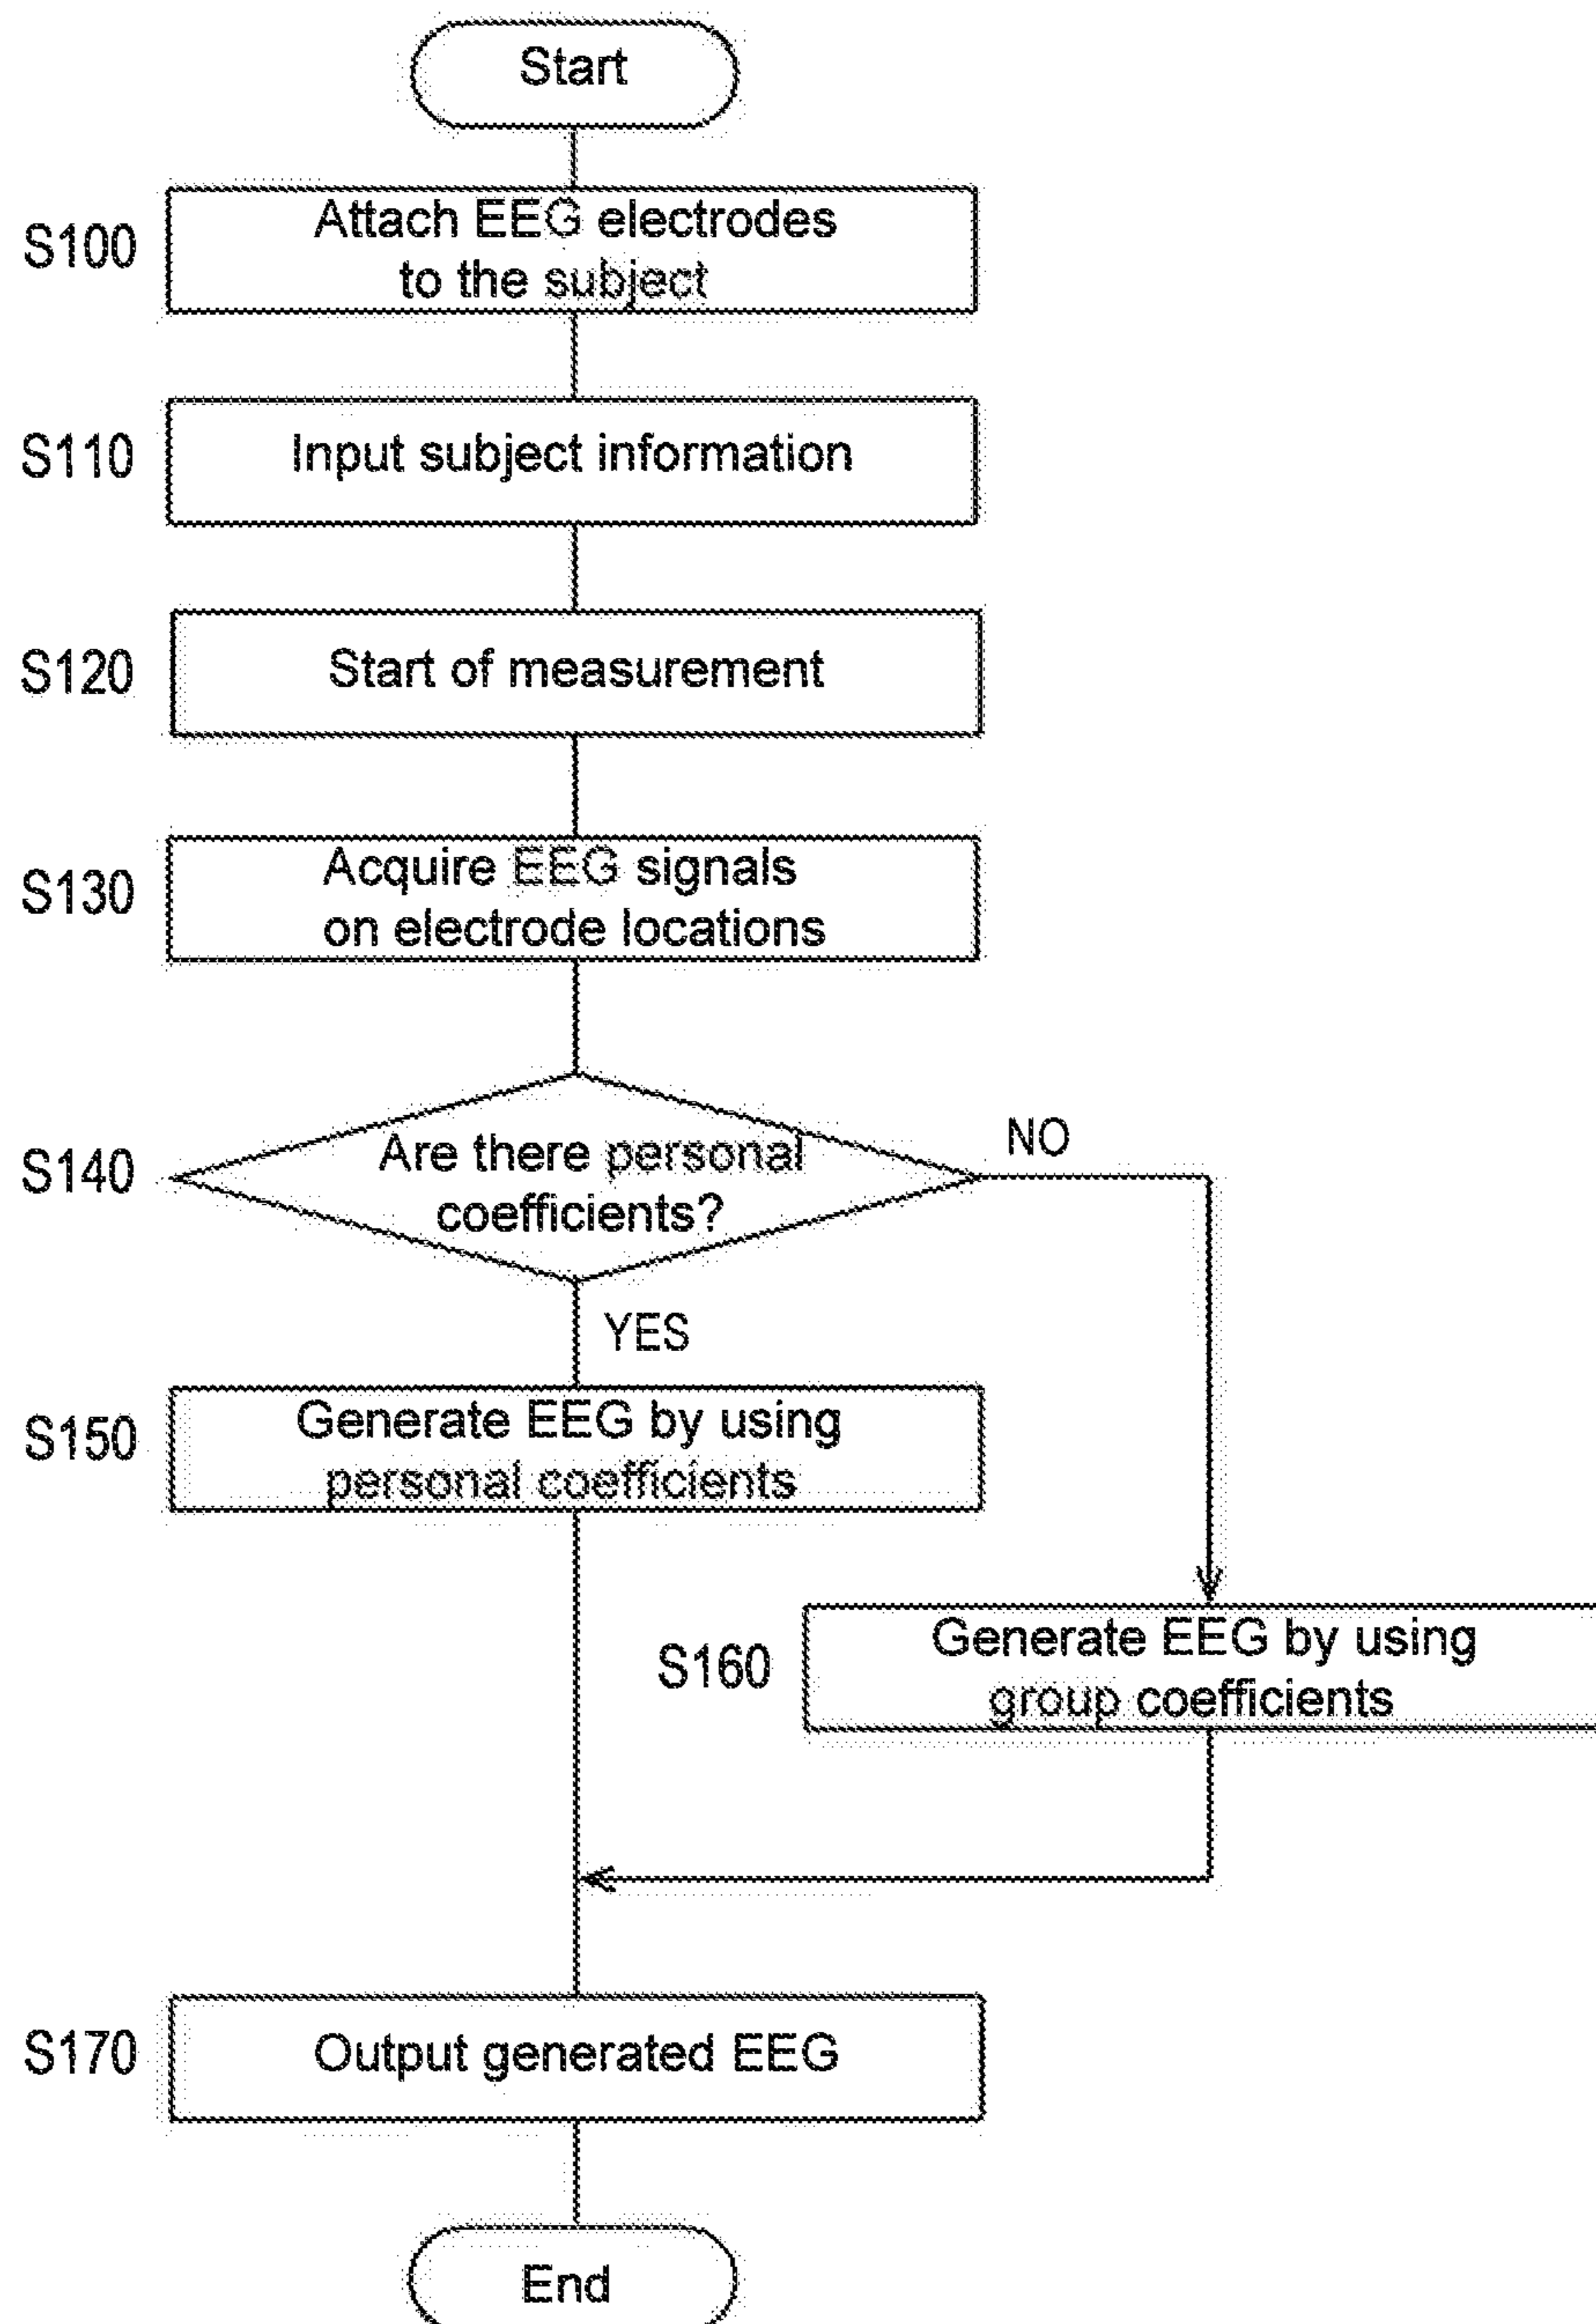 Start
S100
Attach EEG electrodes
to the subject
S110
Input subject information
S120
Start of measurement
S130
Acquire EEG signals
on electrode locations
S140
Are there personal
coefficients?
NO
YES
S150
Generate EEG by using
personal coefficients
S160
Generate EEG by using
group coefficients
S170
Output generated EEG
End